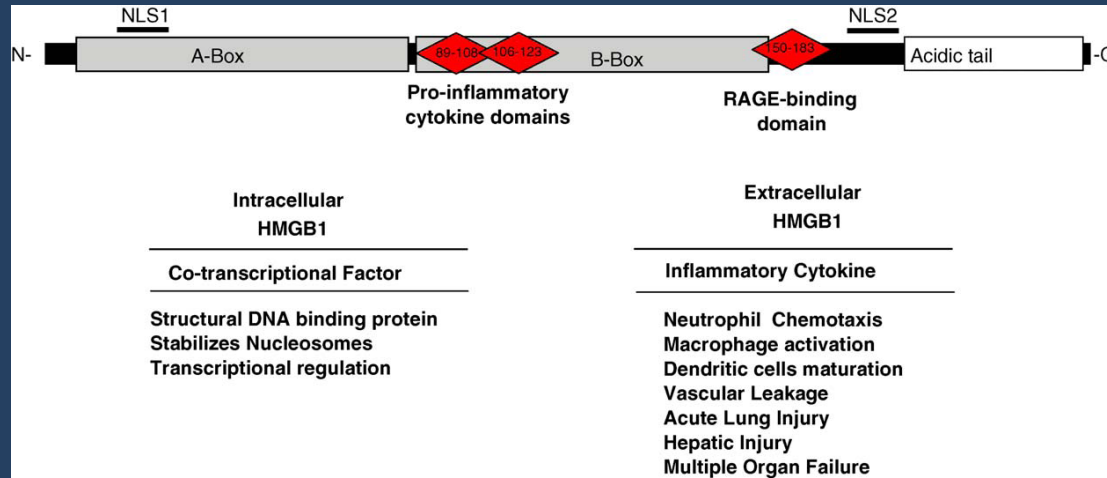 NLS1
NLS2
N-
A-Box
89-108
106-123
B-Box
150-183
Acidic tail
-C
Pro-inflammatory
cytokine domains
RAGE-binding
domain
Intracellular
HMGB1
Co-transcriptional Factor
Structural DNA binding protein
Stabilizes Nucleosomes
Transcriptional regulation
Extracellular
HMGB1
Inflammatory Cytokine
Neutrophil Chemotaxis
Macrophage activation
Dendritic cells maturation
Vascular Leakage
Acute Lung Injury
Hepatic Injury
Multiple Organ Failure